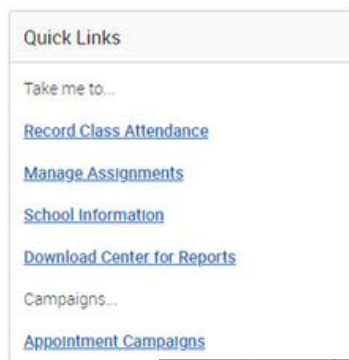 Quick Links
Take me to...
Record Class Attendance
Manage Assignments
School Information
Download Center for Reports
Campaigns...
Appointment Campaigns